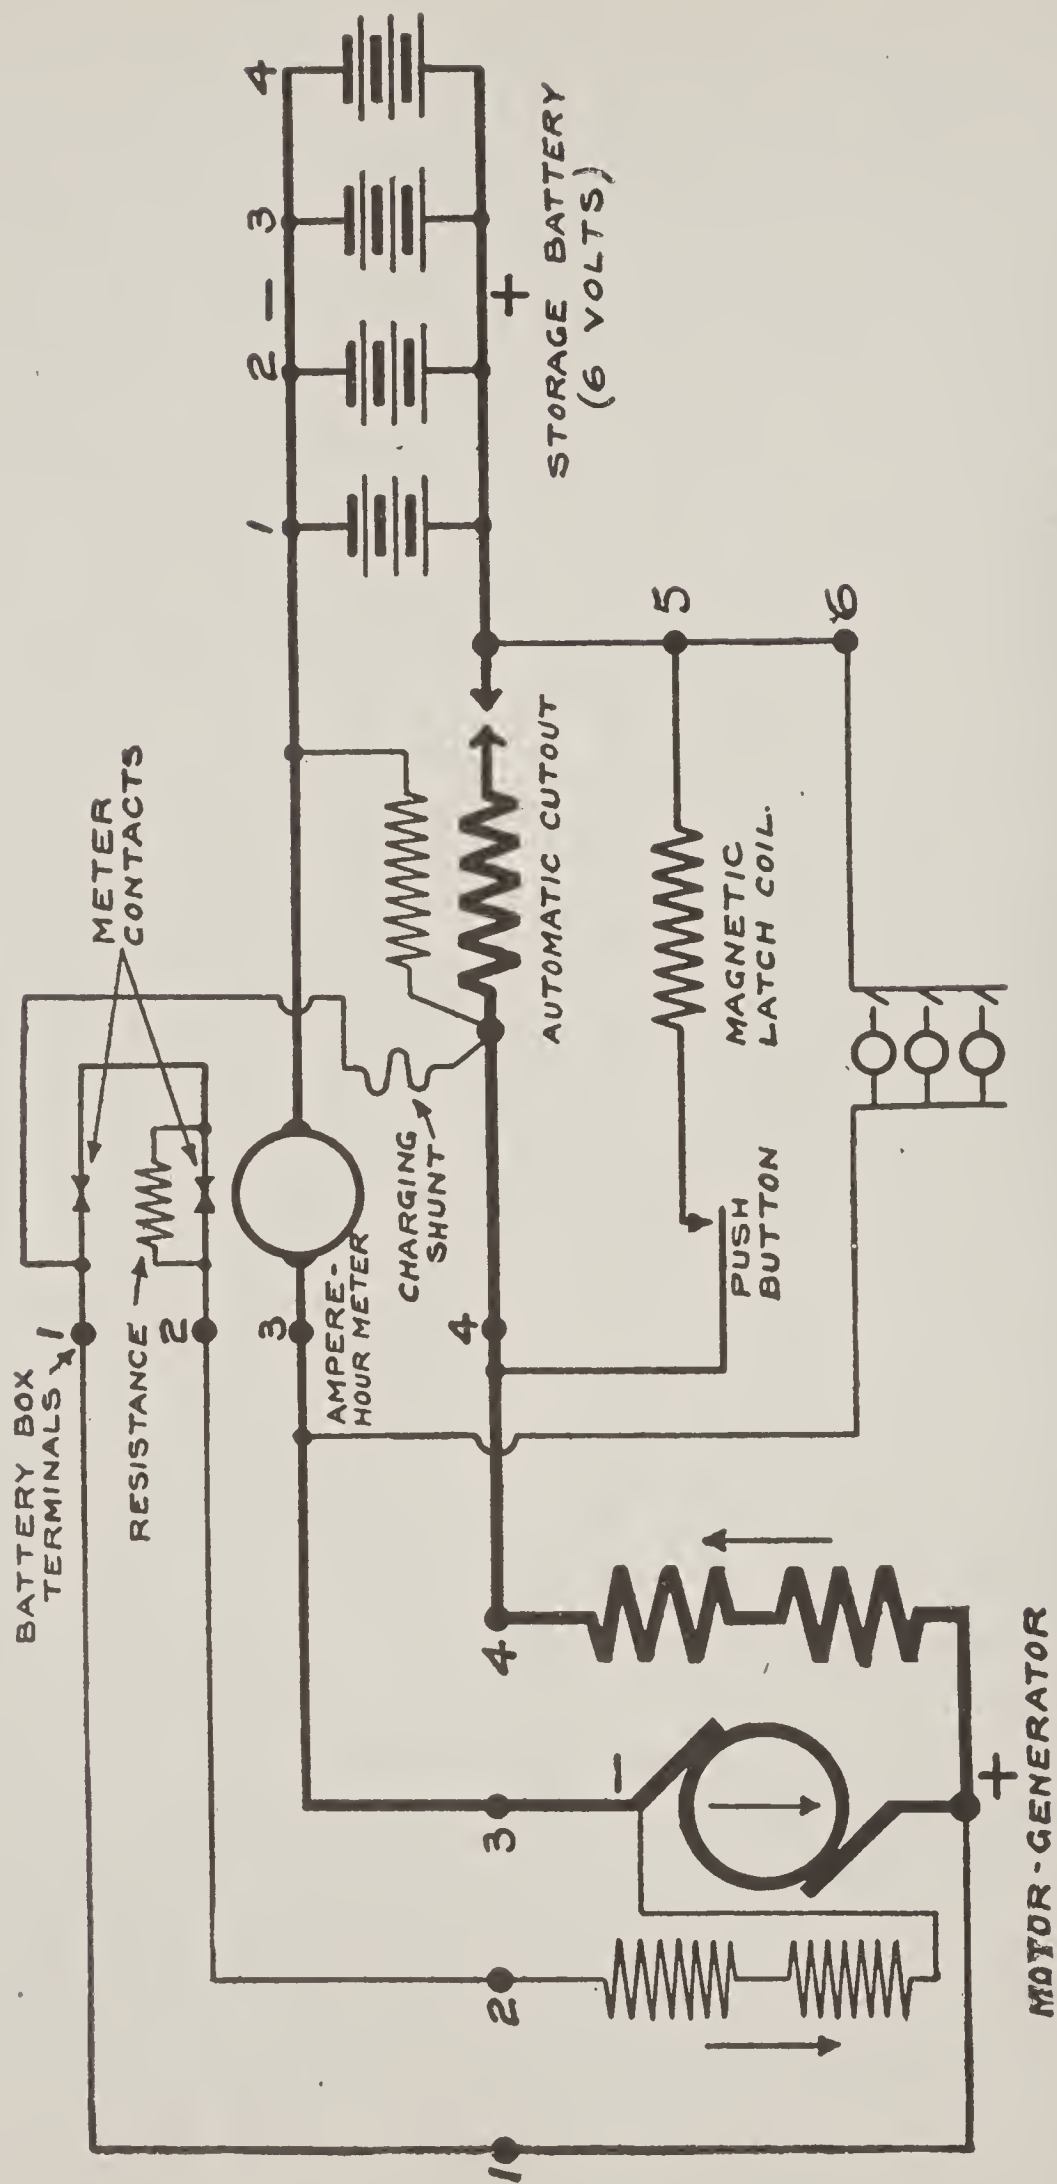 BATTERY BOX
TERMINALS
METER
CONTACTS
RESISTANCE
1
2
3
4
1
2
–
3
4
AMPERE-
HOUR METER
CHARGING
SHUNT
AUTOMATIC CUTOUT
+
STORAGE BATTERY
(6 VOLTS)
MAGNETIC
LATCH COIL.
PUSH
BUTTON
5
6
1
2
3
4
–
+
MOTOR-GENERATOR